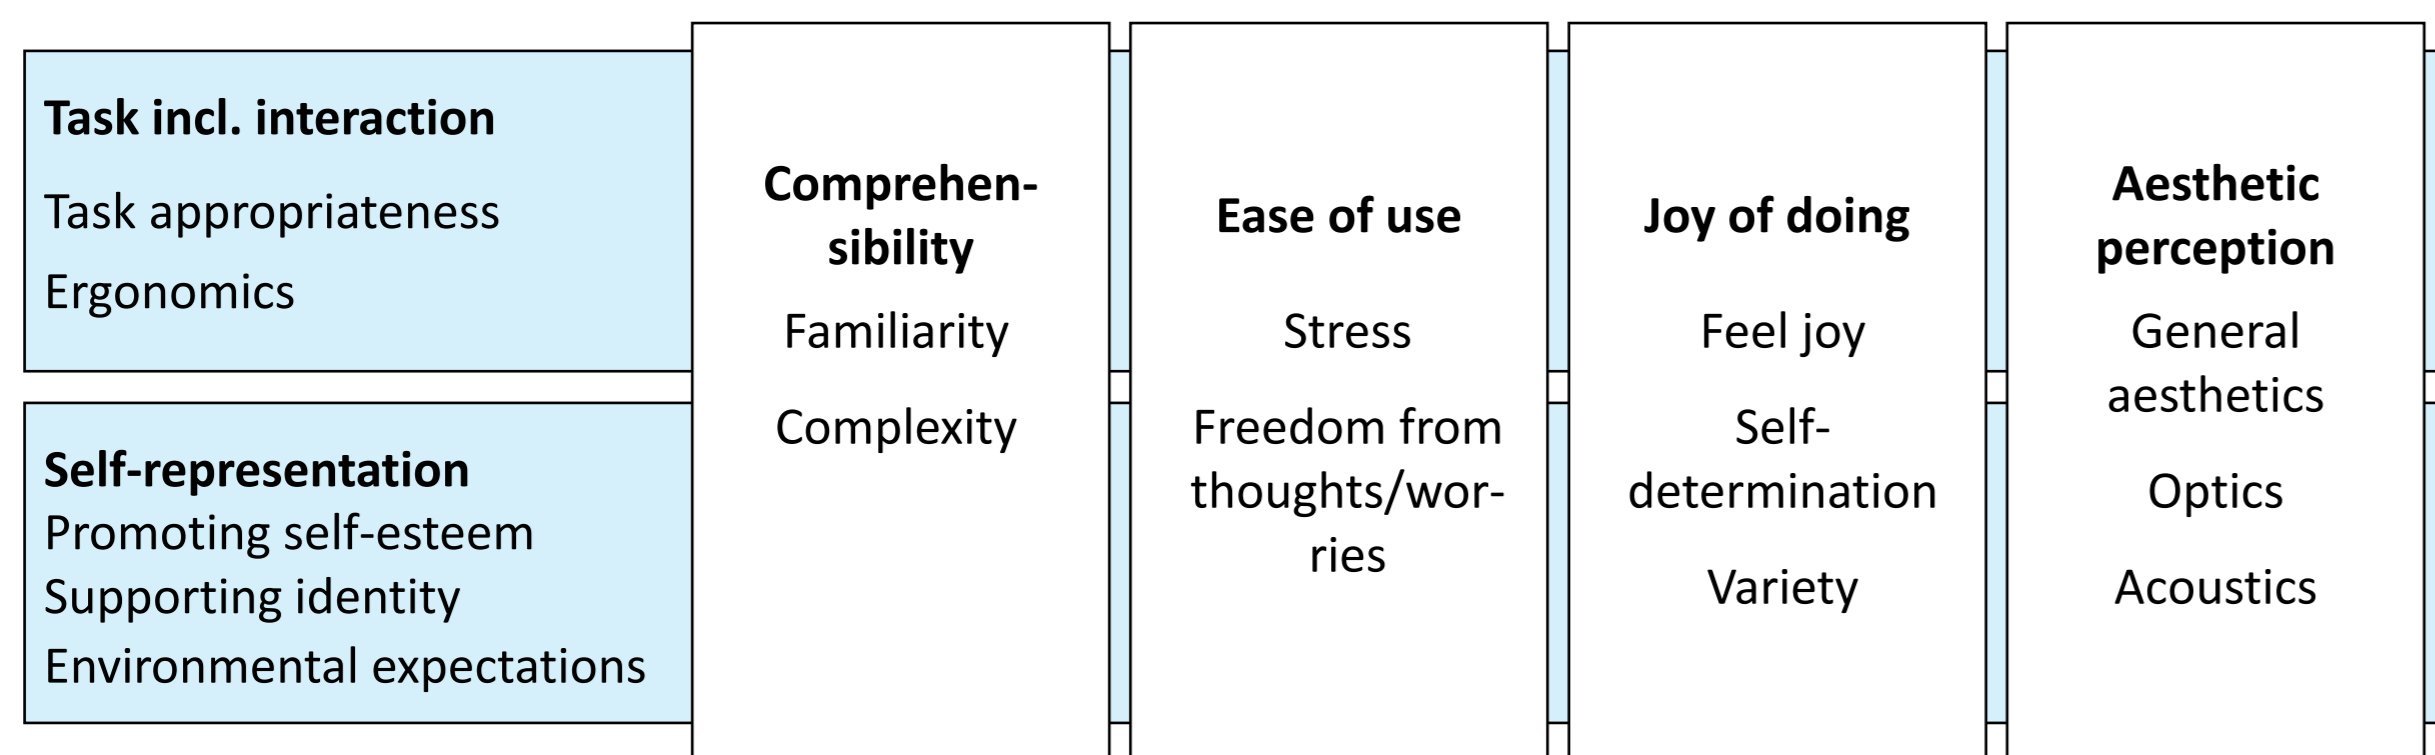 Task incl. interaction
Task appropriateness
Ergonomics
Self-representation
Promoting self-esteem
Supporting identity
Environmental expectations
Comprehen-
sibility
Familiarity
Complexity
Ease of use
Stress
Freedom from
thoughts/wor-
ries
Joy of doing
Feel joy
Self-
determination
Variety
Aesthetic
perception
General
aesthetics
Optics
Acoustics